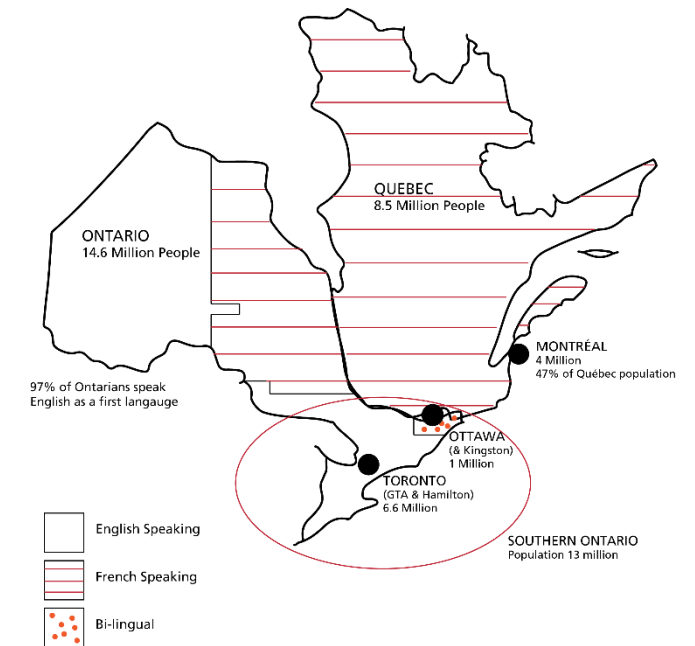 QUEBEC
8.5 Million People
ONTARIO
14.6 Million People
MONTRÉAL
4 Million
47% of Québec population
97% of Ontarians speak
English as a first langauge
OTTAWA
(& Kingston)
1 Million
TORONTO
(GTA & Hamilton)
6.6 Million
SOUTHERN ONTARIO
Population 13 million
English Speaking
French Speaking
Bi-lingual